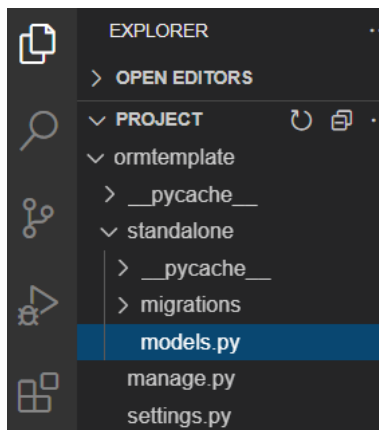 EXPLORER
OPEN EDITORS
PROJECT
ormtemplate
__pycache__
standalone
__pycache__
migrations
models.py
manage.py
settings.py